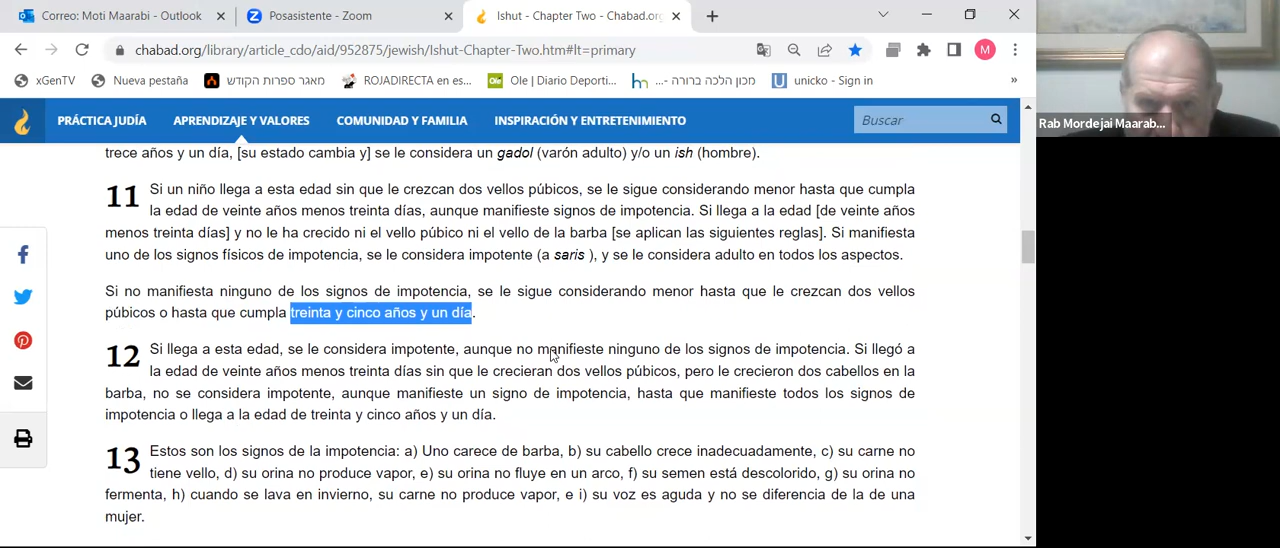 Correo: Moti Maarabi - Outlook
Posasistente - Zoom
Ishut - Chapter Two - Chabad.org
chabad.org/library/article_cdo/aid/952875/jewish/Ishut-Chapter-Two.htm#lt=primary
M
xGenTV
Nueva pestaña
מאגר ספרות הקודש
ROJADIRECTA en es...
Ole | Diario Deporti...
מכון הלכה ברורה -...
unicko - Sign in
»
Rab Mordejai Maarab...
PRÁCTICA JUDÍA
APRENDIZAJE Y VALORES
COMUNIDAD Y FAMILIA
INSPIRACIÓN Y ENTRETENIMIENTO
Buscar
trece años y un día, [su estado cambia y] se le considera un gadol (varón adulto) y/o un ish (hombre).
11 Si un niño llega a esta edad sin que le crezcan dos vellos púbicos, se le sigue considerando menor hasta que cumpla
la edad de veinte años menos treinta días, aunque manifieste signos de impotencia. Si llega a la edad [de veinte años
menos treinta días] y no le ha crecido ni el vello púbico ni el vello de la barba [se aplican las siguientes reglas]. Si manifiesta
uno de los signos físicos de impotencia, se le considera impotente (a saris ), y se le considera adulto en todos los aspectos.
Si no manifiesta ninguno de los signos de impotencia, se le sigue considerando menor hasta que le crezcan dos vellos
púbicos o hasta que cumpla treinta y cinco años y un día.
12 Si llega a esta edad, se le considera impotente, aunque no manifieste ninguno de los signos de impotencia. Si llegó a
la edad de veinte años menos treinta días sin que le crecieran dos vellos púbicos, pero le crecieron dos cabellos en la
barba, no se considera impotente, aunque manifieste un signo de impotencia, hasta que manifieste todos los signos de
impotencia o llega a la edad de treinta y cinco años y un día.
13 Estos son los signos de la impotencia: a) Uno carece de barba, b) su cabello crece inadecuadamente, c) su carne no
tiene vello, d) su orina no produce vapor, e) su orina no fluye en un arco, f) su semen está descolorido, g) su orina no
fermenta, h) cuando se lava en invierno, su carne no produce vapor, e i) su voz es aguda y no se diferencia de la de una
mujer.